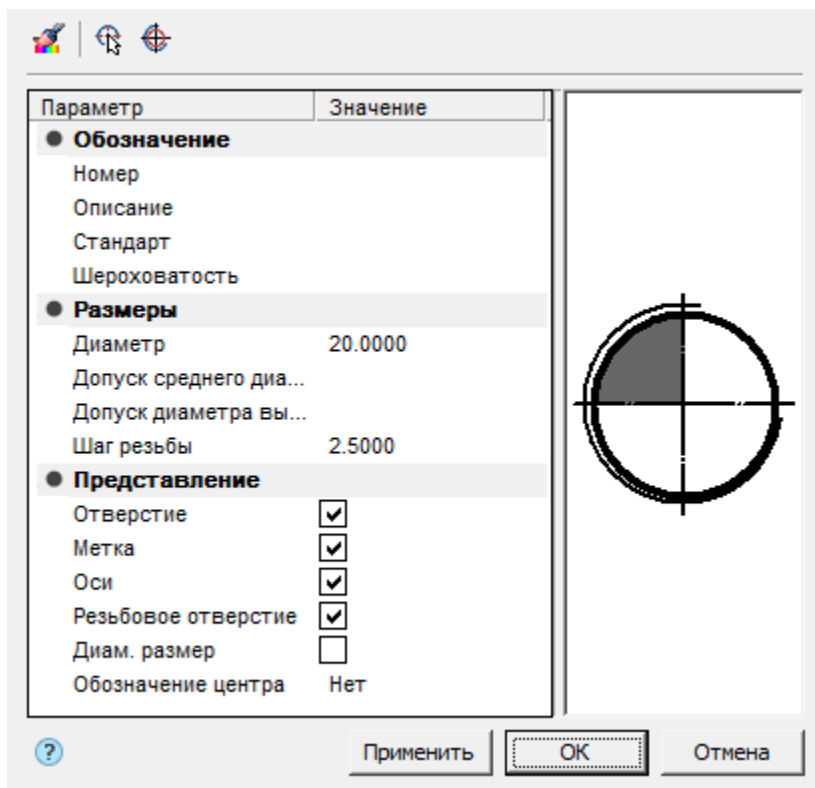 Параметр Значение
Обозначение
Номер
Описание
Стандарт
Шероховатость
Размеры
Диаметр 20.0000
Допуск среднего диа...
Допуск диаметра вы...
Шаг резьбы 2.5000
Представление
Отверстие
Метка
Оси
Резьбовое отверстие
Диам. размер
Обозначение центра Нет
? Применить OK Отмена